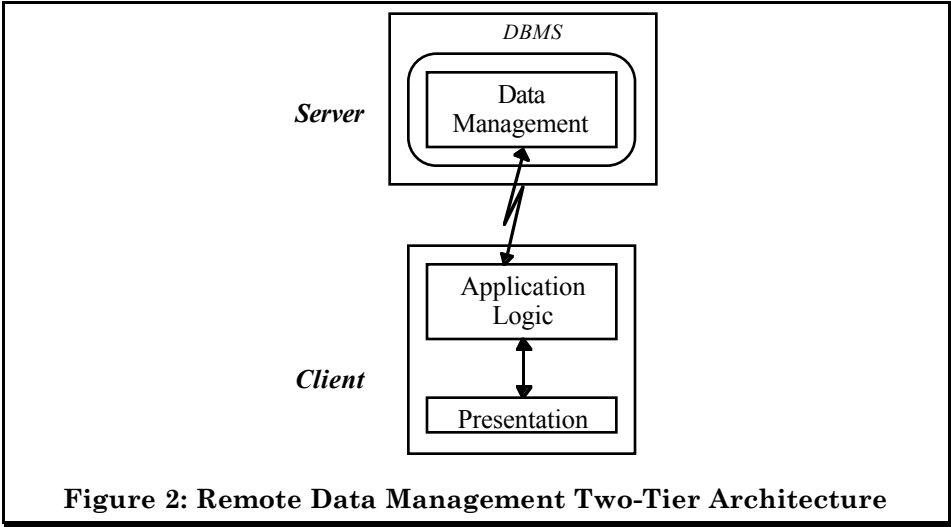 DBMS
Server
Data
Management
Application
Logic
Client
Presentation
Figure 2: Remote Data Management Two-Tier Architecture